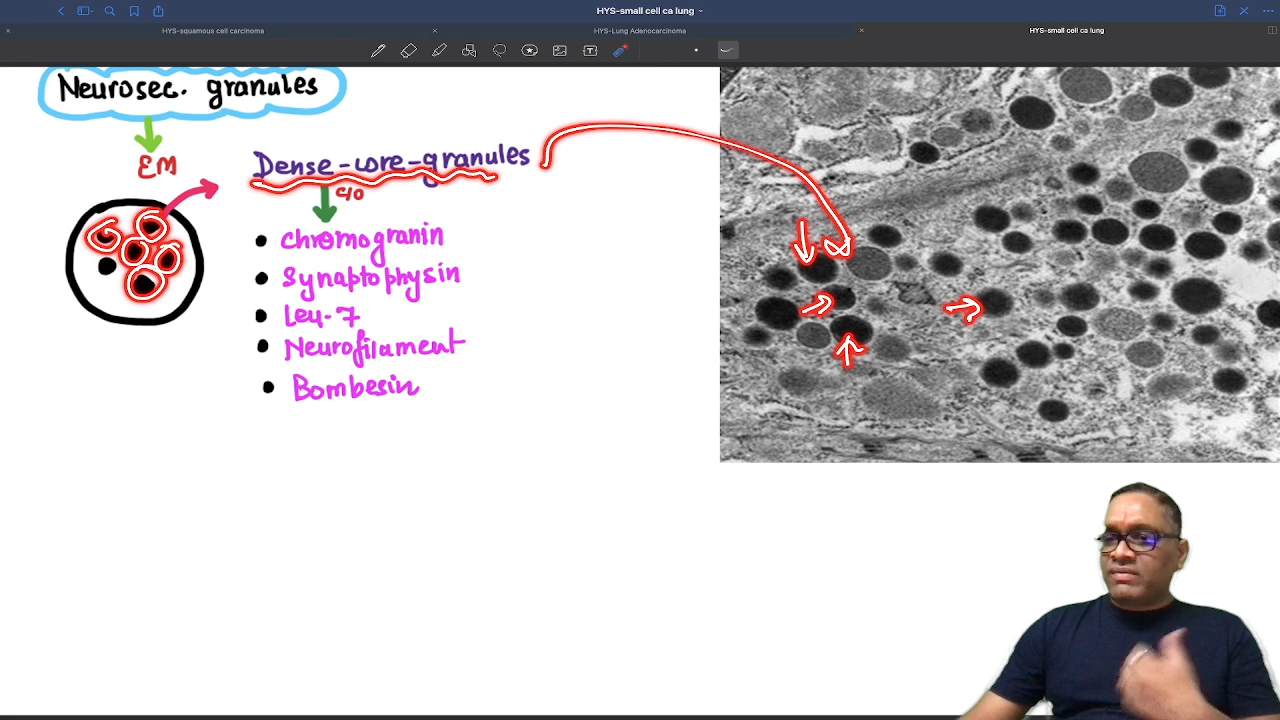 HYS-small cell ca lung
HYS-squamous cell carcinoma
HYS-Lung Adenocarcinoma
HYS-small cell ca lung
Neurosec. granules
EM
Dense-core-granules
c/o
• Chromogranin
• Synaptophysin
• Leu-7
• Neurofilament
• Bombesin